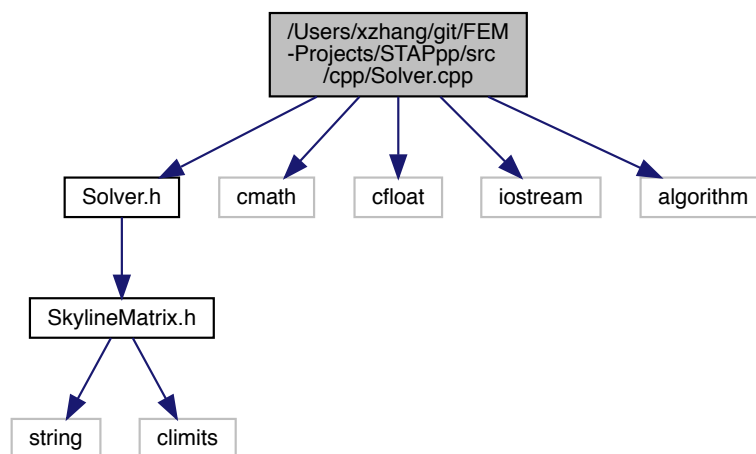 /Users/xzhang/git/FEM
-Projects/STAPpp/src
/cpp/Solver.cpp
Solver.h
cmath
cfloat
iostream
algorithm
SkylineMatrix.h
string
climits